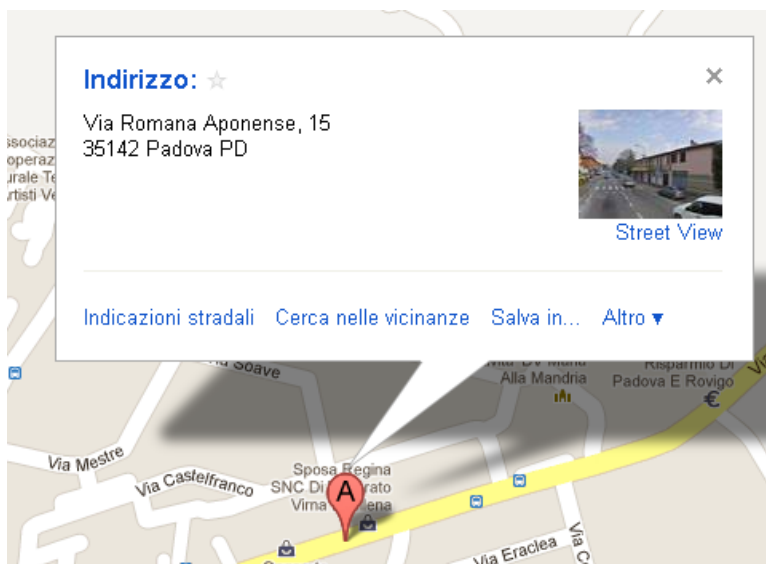 Indirizzo:
Via Romana Aponense, 15
35142 Padova PD
Street View
Indicazioni stradali Cerca nelle vicinanze Salva in... Altro
Soave
Alla Mandria
Risparmio Di
Padova E Rovigo
Via Mestre
Via Castelfranco
Sposa Regina
SNC Di
Virna
A
Via Eraclea
Via